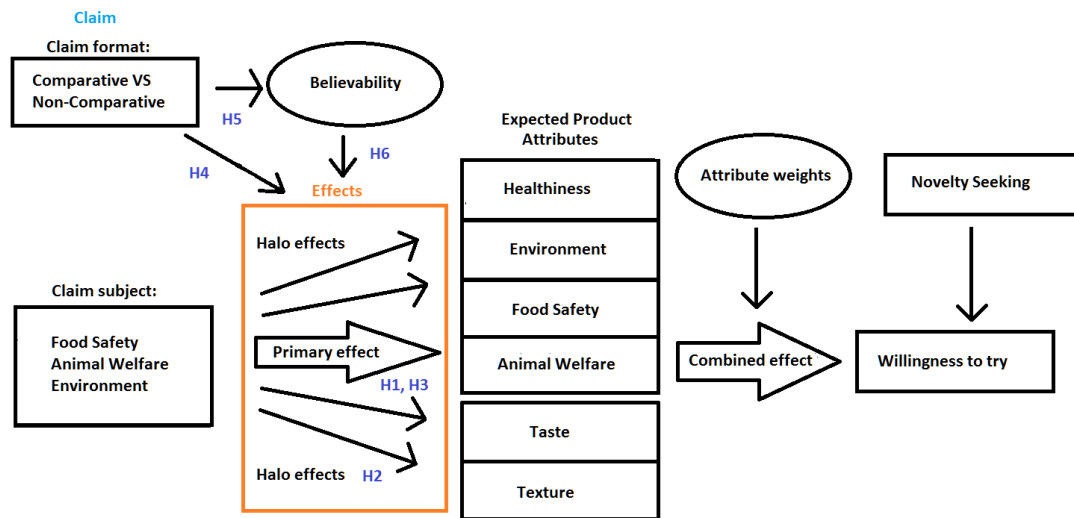 Claim
Claim format:
Comparative VS
Non-Comparative
H5
Believability
H4
H6
Effects
Expected Product
Attributes
Healthiness
Environment
Food Safety
Animal Welfare
Taste
Texture
Halo effects
Primary effect
H1, H3
Halo effects
H2
Claim subject:
Food Safety
Animal Welfare
Environment
Attribute weights
Novelty Seeking
Combined effect
Willingness to try